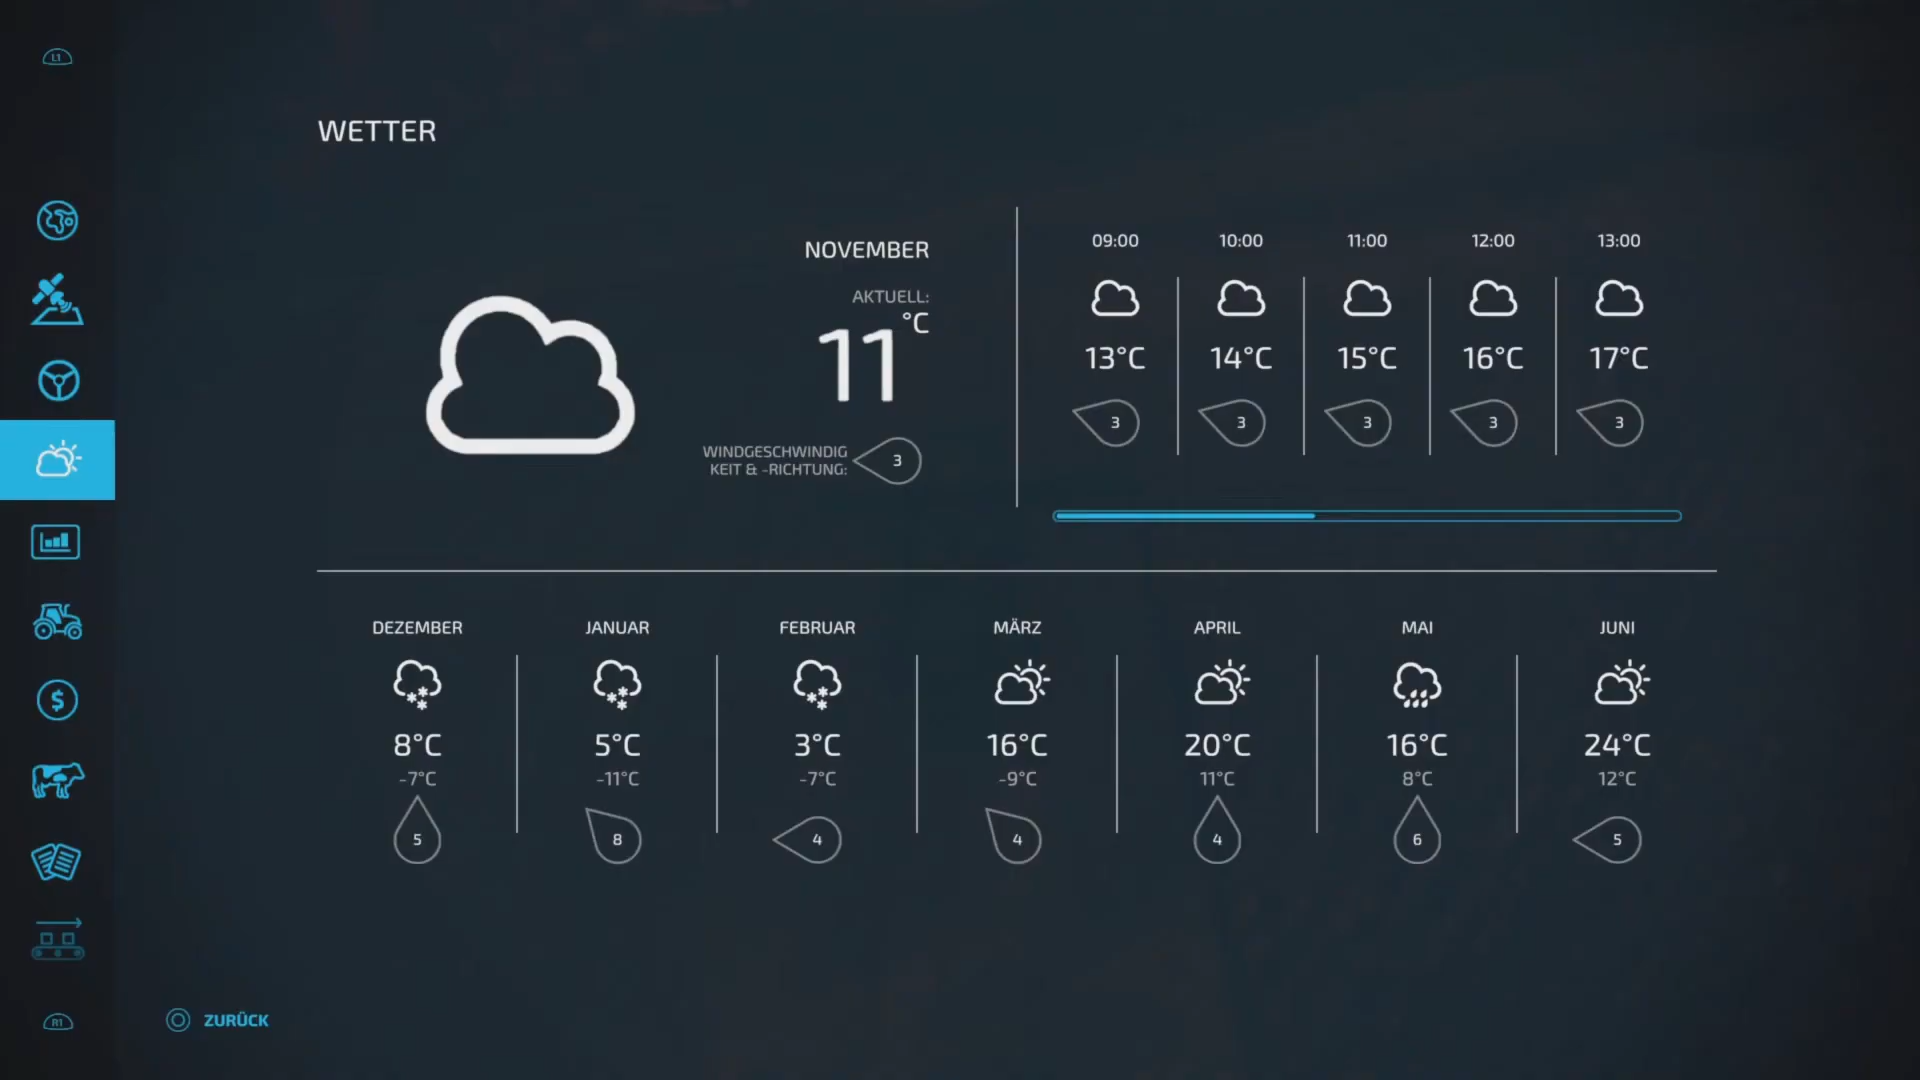 L1
WETTER
NOVEMBER
AKTUELL:
11 °C
WINDGESCHWINDIG
KEIT & -RICHTUNG: 3
09:00 10:00 11:00 12:00 13:00
13°C 14°C 15°C 16°C 17°C
3 3 3 3 3
DEZEMBER JANUAR FEBRUAR MÄRZ APRIL MAI JUNI
8°C 5°C 3°C 16°C 20°C 16°C 24°C
-7°C -11°C -7°C -9°C 11°C 8°C 12°C
5 8 4 4 4 6 5
R1
ZURÜCK